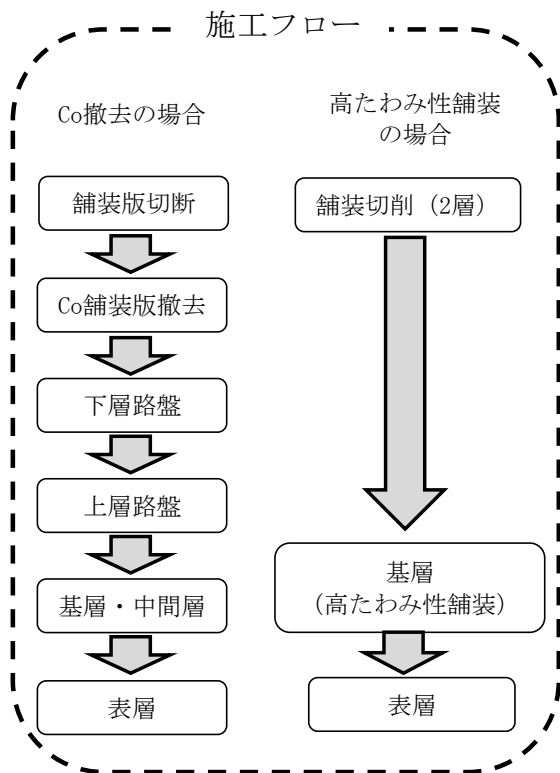 施工フロー
Co撤去の場合
舗装版切断
Co舗装版撤去
下層路盤
上層路盤
基層・中間層
表層
高たわみ性舗装
の場合
舗装切削（2層）
基層
（高たわみ性舗装）
表層